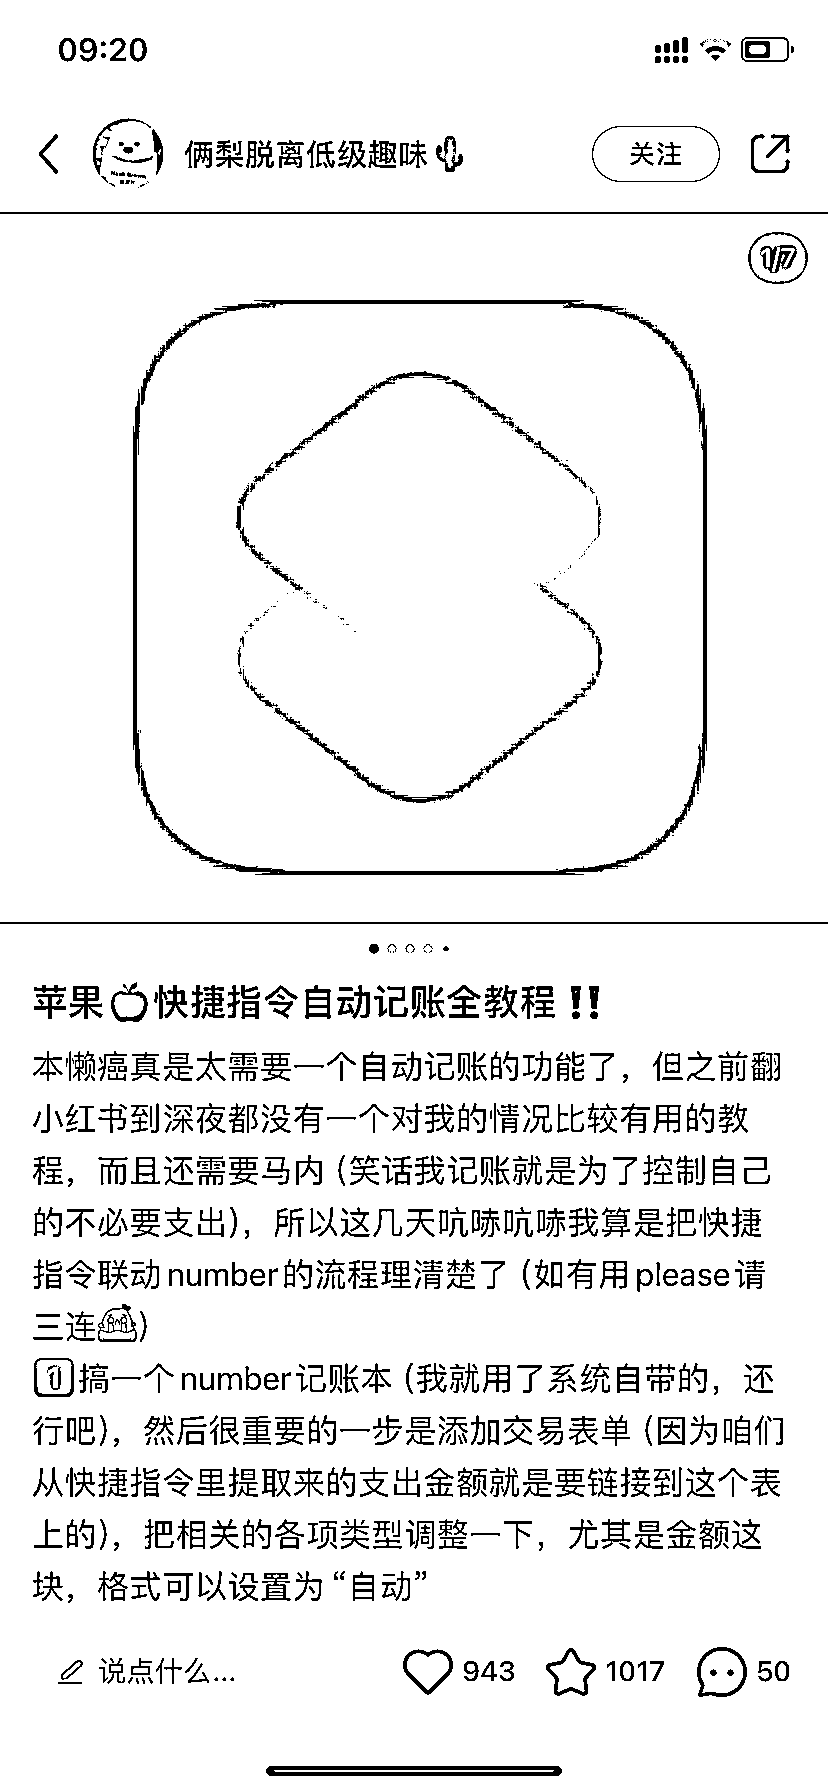 09:20
俩梨脱离低级趣味🌵
关注
1/7
苹果🍎快捷指令自动记账全教程‼️
本懒癌真是太需要一个自动记账的功能了，但之前翻
小红书到深夜都没有一个对我的情况比较有用的教
程，而且还需要马内（笑话我记账就是为了控制自己
的不必要支出），所以这几天吭哧吭哧我算是把快捷
指令联动number的流程理清楚了（如有用please请
三连）
1️⃣搞一个number记账本（我就用了系统自带的，还
行吧），然后很重要的一步是添加交易表单（因为咱们
从快捷指令里提取来的支出金额就是要链接到这个表
上的），把相关的各项类型调整一下，尤其是金额这
块，格式可以设置为“自动”
说点什么...
943
1017
50